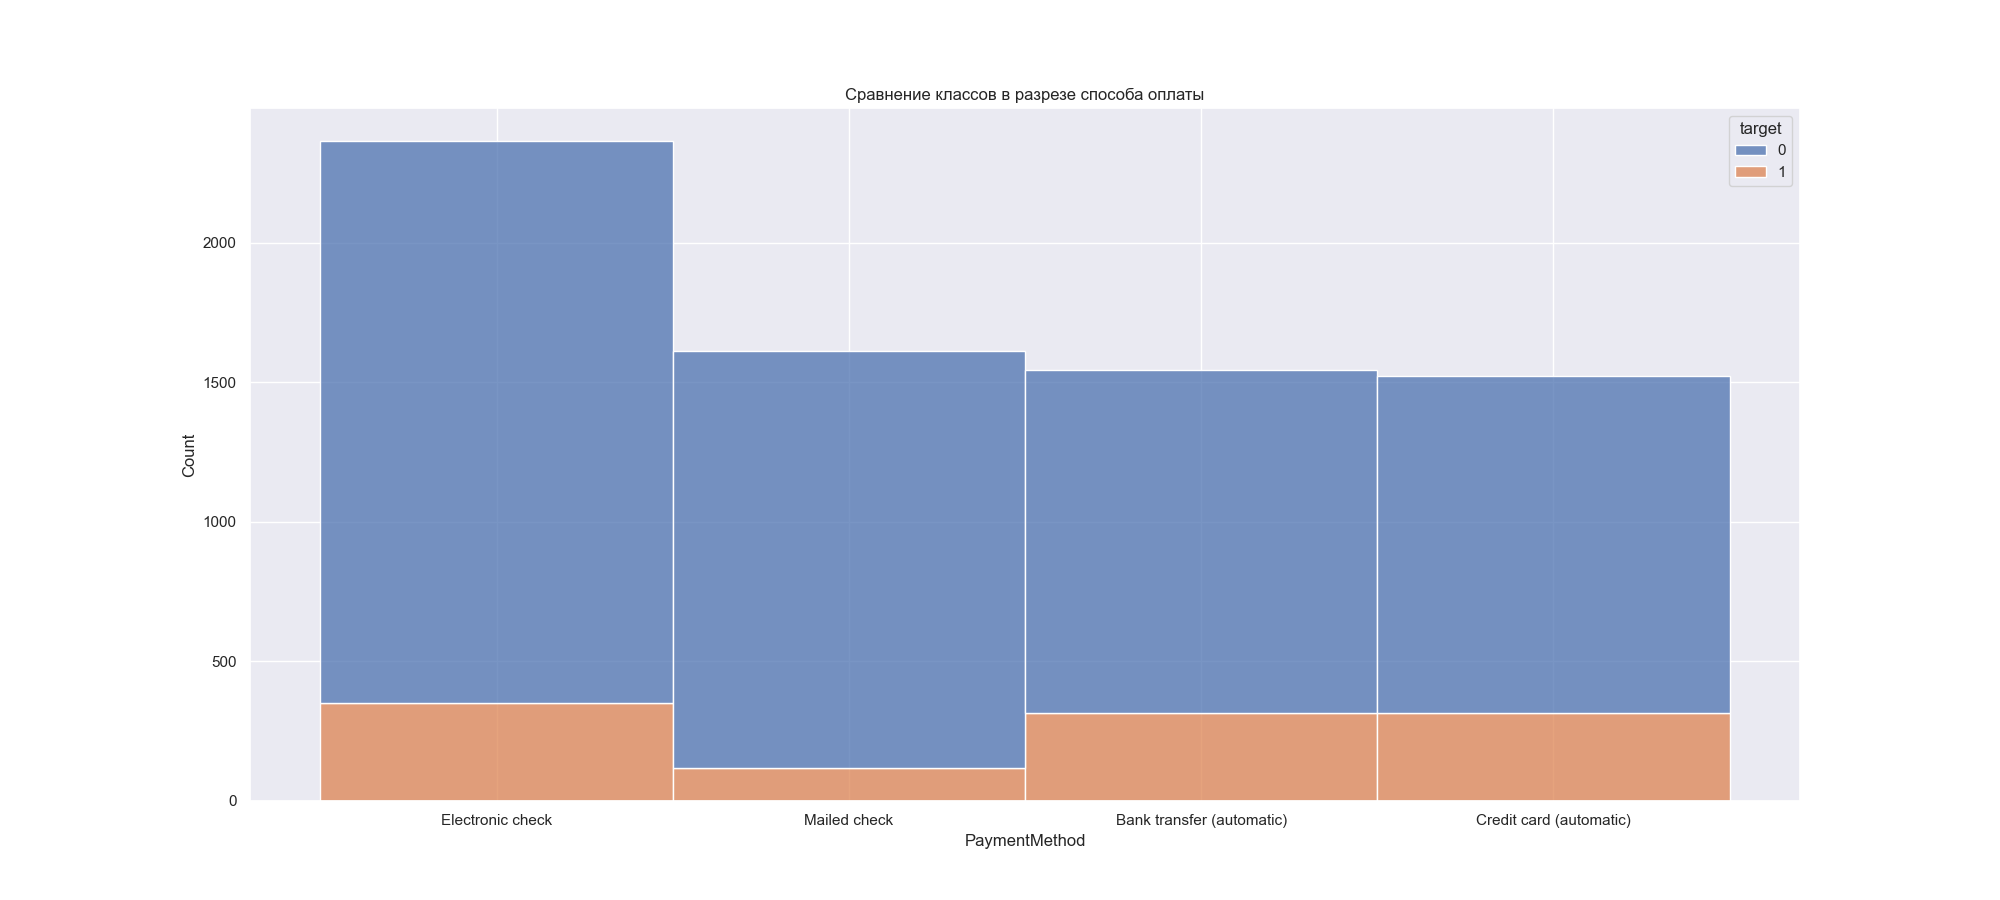 Сравнение классов в разрезе способа оплаты
target
0
1
2000
1500
1000
500
0
Count
Electronic check
Mailed check
Bank transfer (automatic)
Credit card (automatic)
PaymentMethod